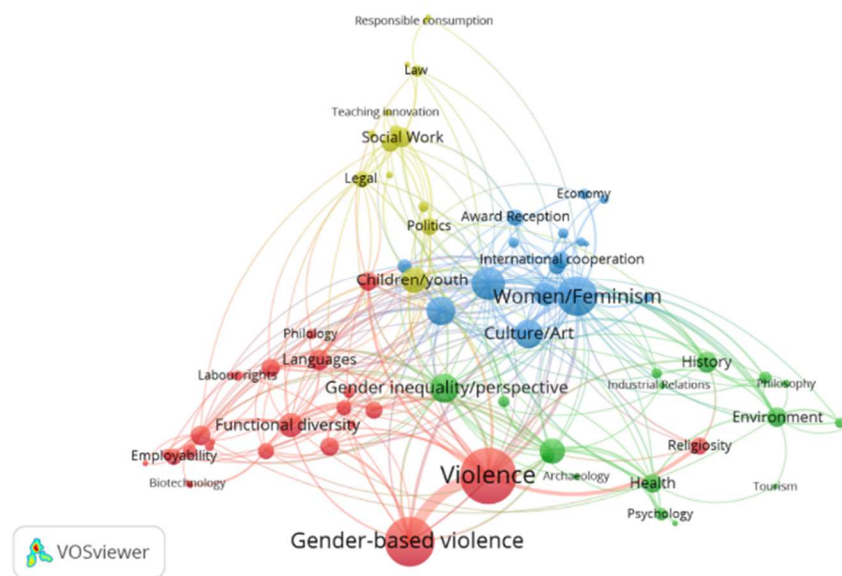 Responsible consumption
Law
Teaching innovation
Social Work
Legal
Economy
Award Reception
Politics
International cooperation
Children/youth
Women/Feminism
Culture/Art
Philology
Languages
History
Labour rights
Gender inequality/perspective
Industrial Relations
Philosophy
Functional diversity
Environment
Employability
Religiosity
Violence
Archaeology
Biotechnology
Health
Tourism
Psychology
Gender-based violence
VOSviewer